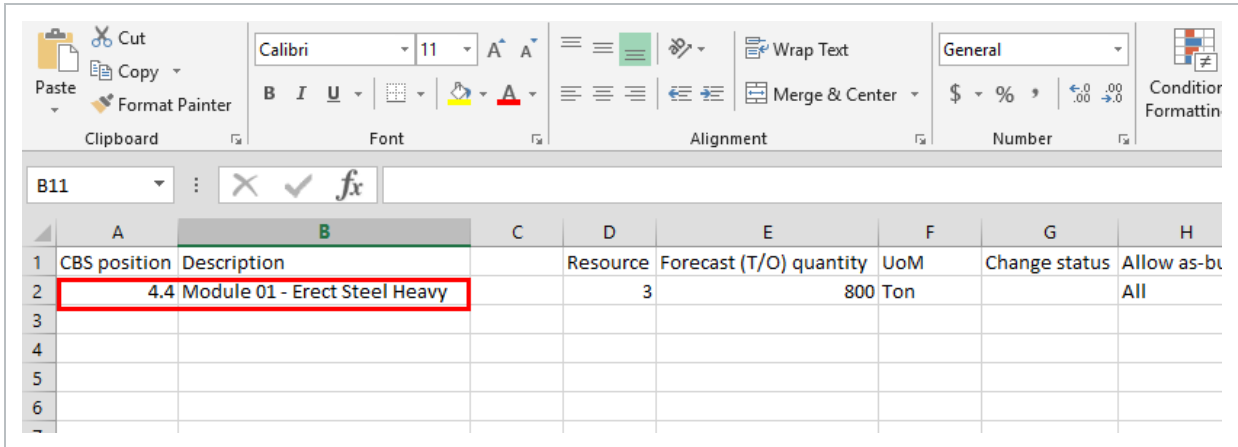 Cut
Copy
Format Painter
Paste
Clipboard
Calibri 11 A A
B I U A
Font
Wrap Text
Merge & Center
Alignment
General
$ % , .00 .0 .00 .0
Number
Condition
Formattin
B11 fx
A B C D E F G H
1 CBS position Description Resource Forecast (T/O) quantity UoM Change status Allow as-bu
2 4.4 Module 01 - Erect Steel Heavy 3 800 Ton All
3
4
5
6